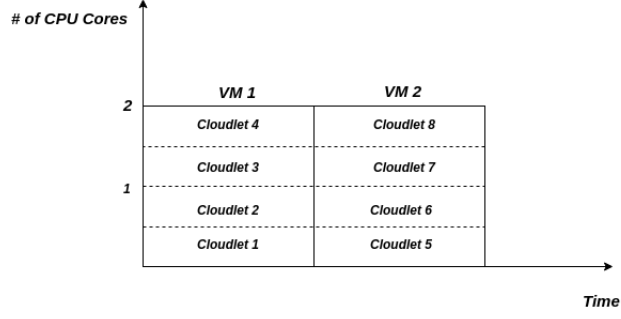 # of CPU Cores
VM 1 VM 2
2
Cloudlet 4 Cloudlet 8
Cloudlet 3 Cloudlet 7
1
Cloudlet 2 Cloudlet 6
Cloudlet 1 Cloudlet 5
Time